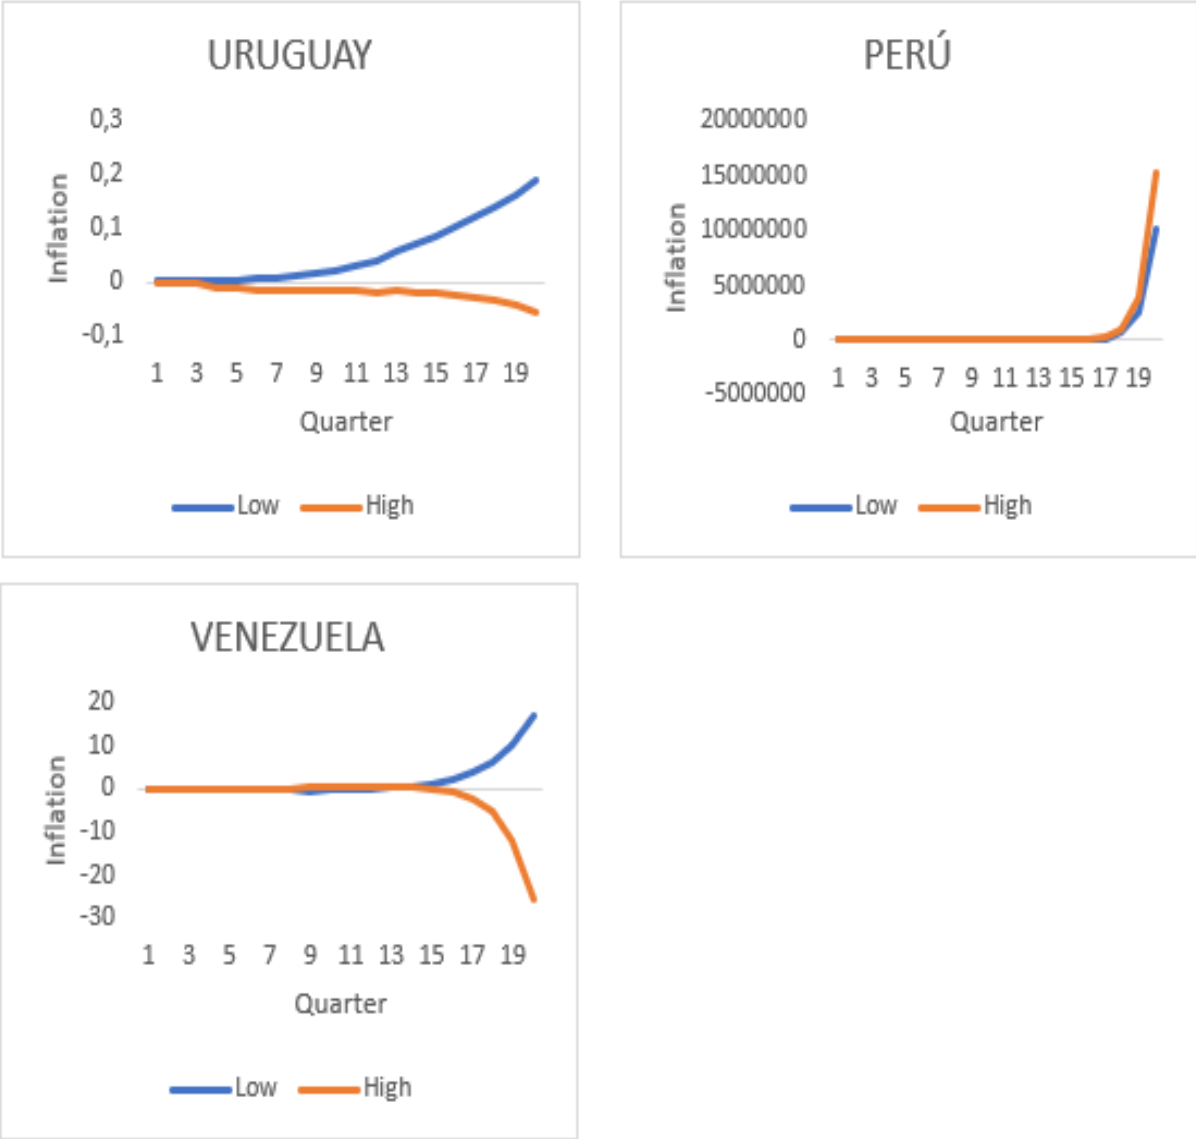 URUGUAY
0,3
0,2
0,1
0
-0,1
Inflation
1 3 5 7 9 11 13 15 17 19
Quarter
Low High
PERÚ
20000000
15000000
10000000
5000000
0
-5000000
Inflation
1 3 5 7 9 11 13 15 17 19
Quarter
Low High
VENEZUELA
20
10
0
-10
-20
-30
Inflation
1 3 5 7 9 11 13 15 17 19
Quarter
Low High